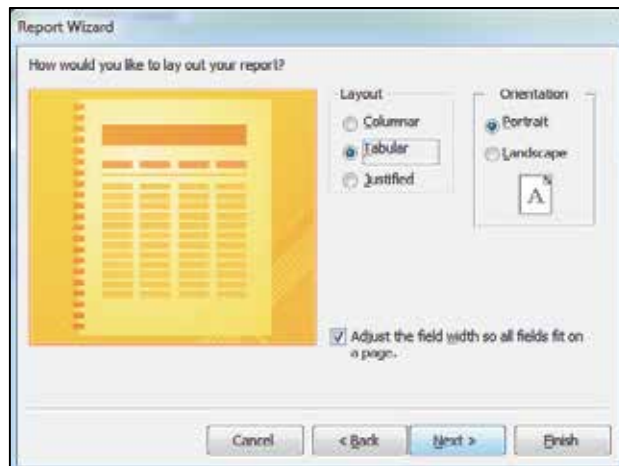 Report Wizard
How would you like to lay out your report?
Layout
Columnar
Tabular
Justified
Orientation
Portrait
Landscape
A
Adjust the field width so all fields fit on
a page.
Cancel
< Back
Next >
Finish